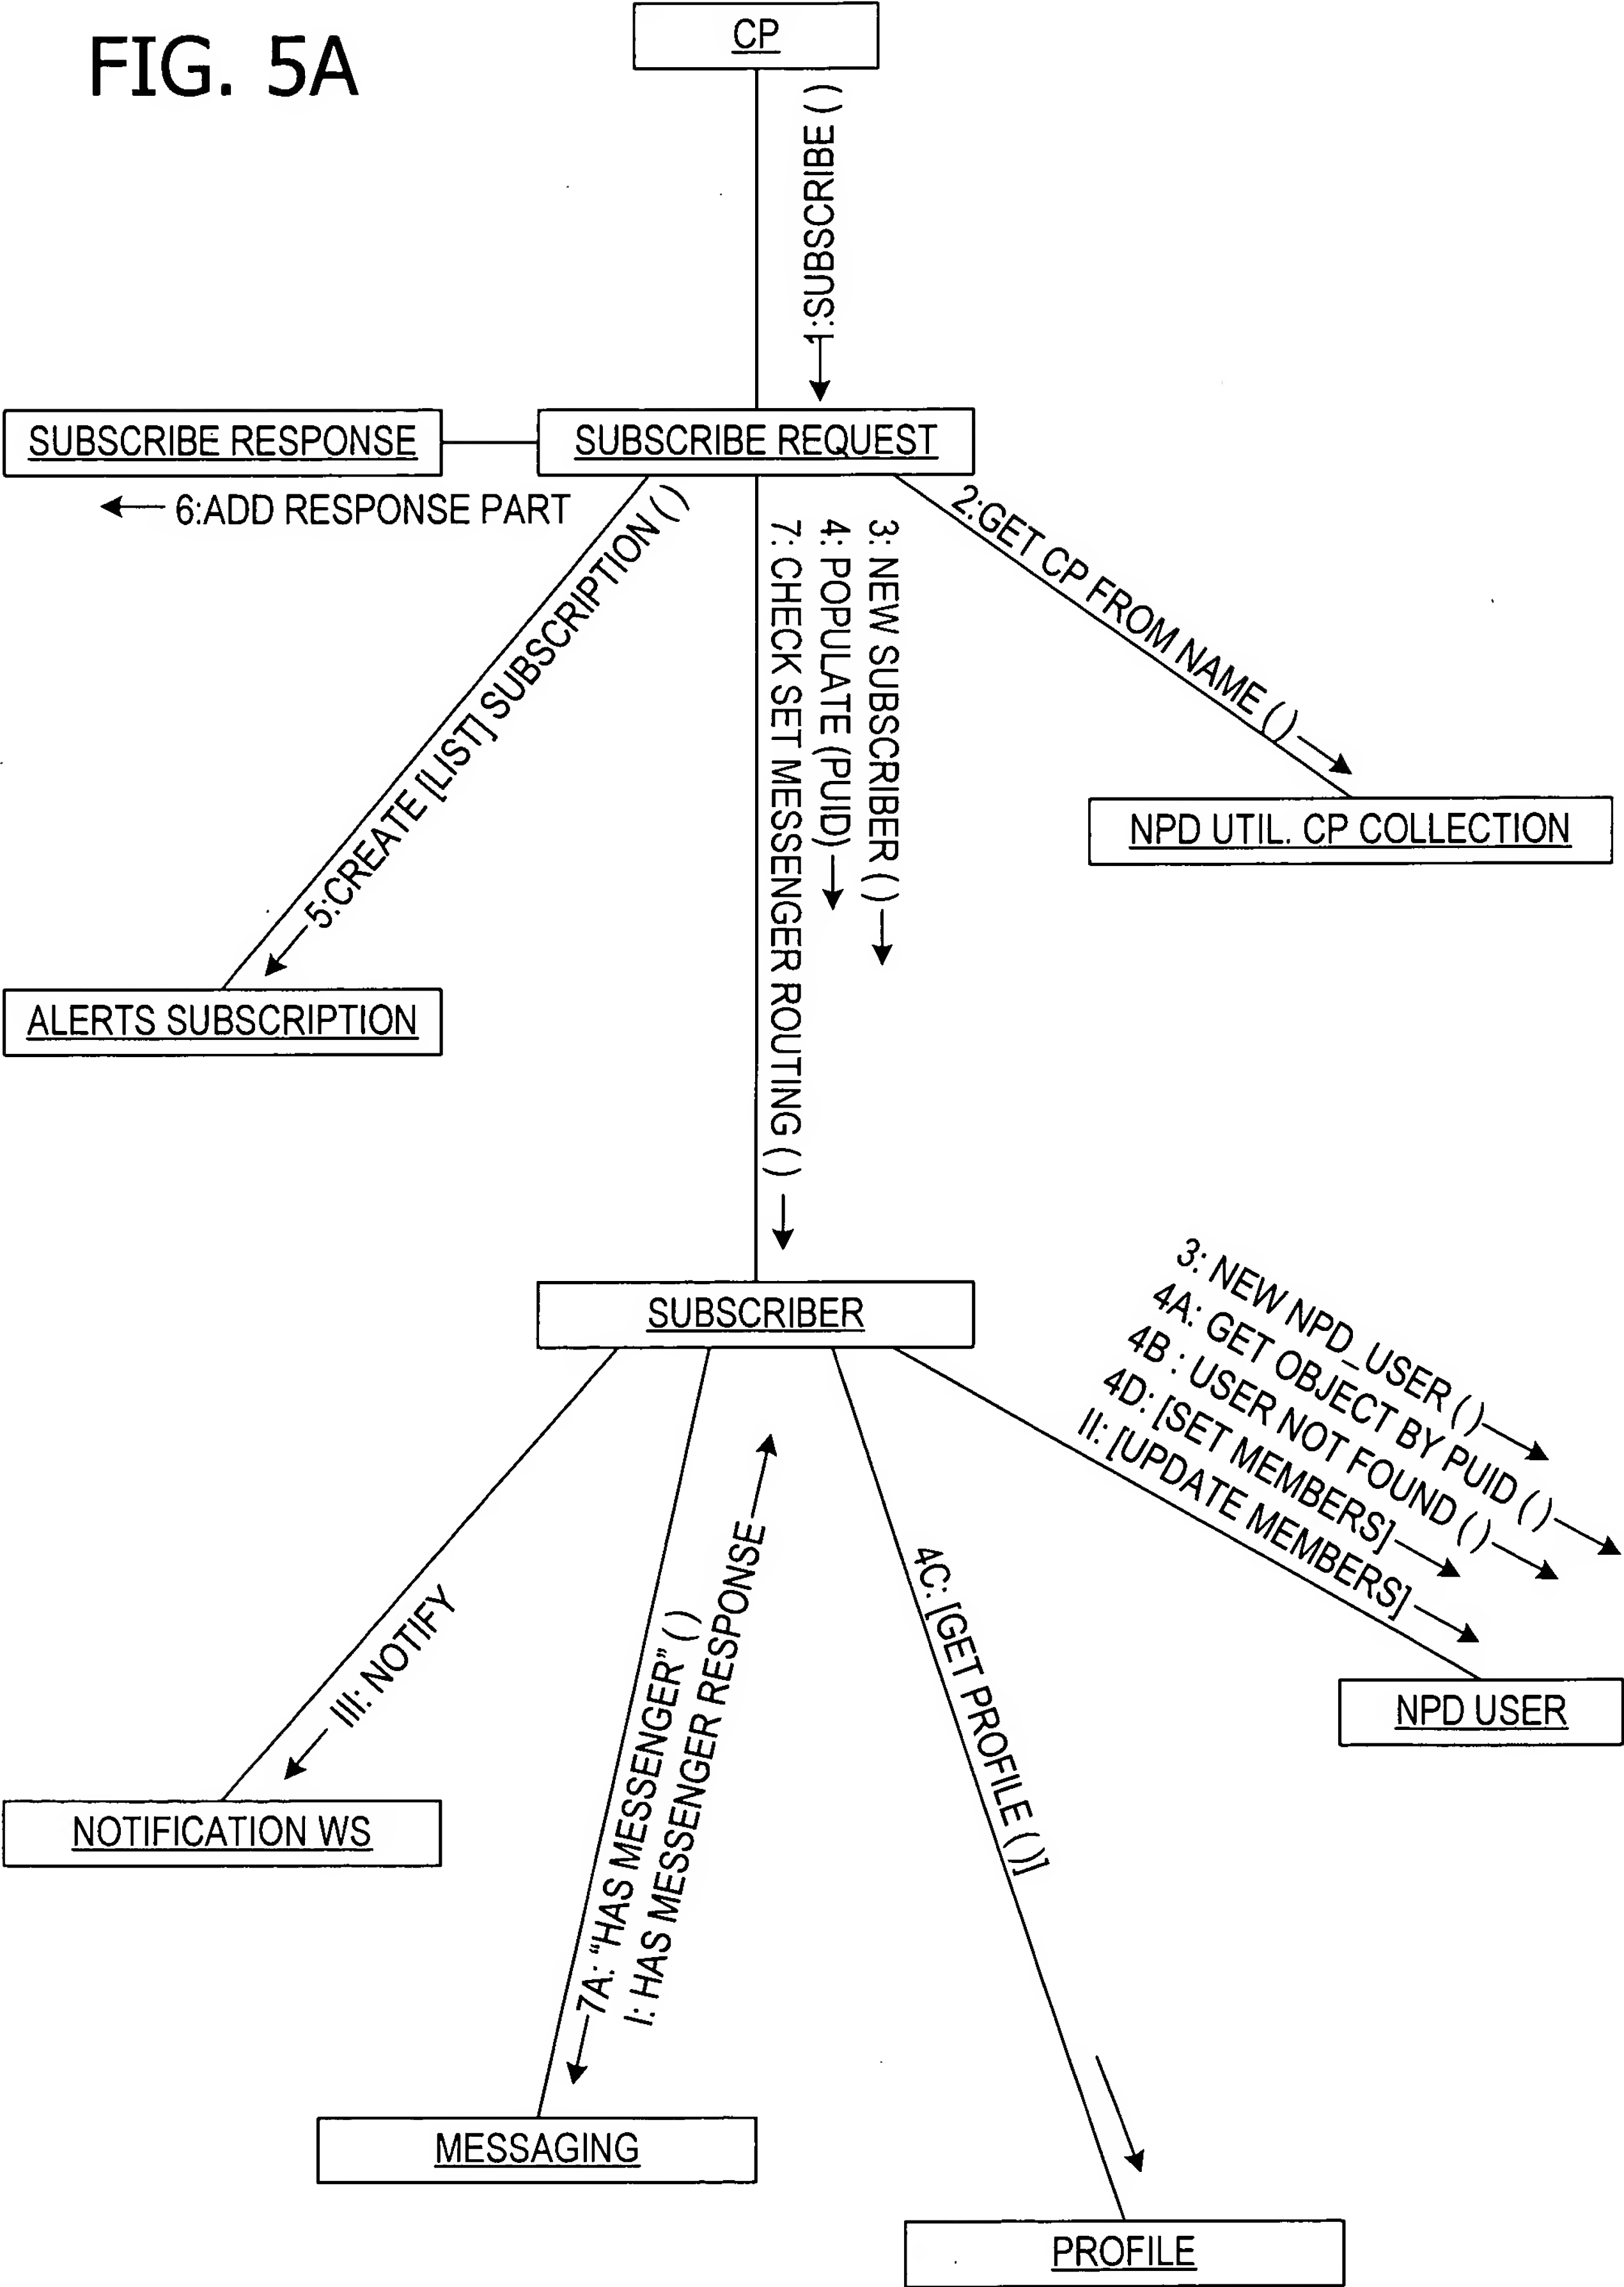 FIG. 5A
CP
1:SUBSCRIBE ( )
SUBSCRIBE RESPONSE
SUBSCRIBE REQUEST
6:ADD RESPONSE PART
5:CREATE [LIST] SUBSCRIPTION ( )
7: CHECK SET MESSENGER ROUTING ( )
4: POPULATE (PUID)
3: NEW SUBSCRIBER ( )
2:GET CP FROM NAME ( )
NPD UTIL. CP COLLECTION
ALERTS SUBSCRIPTION
SUBSCRIBER
3: NEW NPD_USER ( )
4A: GET OBJECT BY PUID ( )
4B : USER NOT FOUND ( )
4D: [SET MEMBERS]
II: [UPDATE MEMBERS]
III: NOTIFY
7A: “HAS MESSENGER” ( )
I: HAS MESSENGER RESPONSE
4C: [GET PROFILE ( )]
NPD USER
NOTIFICATION WS
MESSAGING
PROFILE